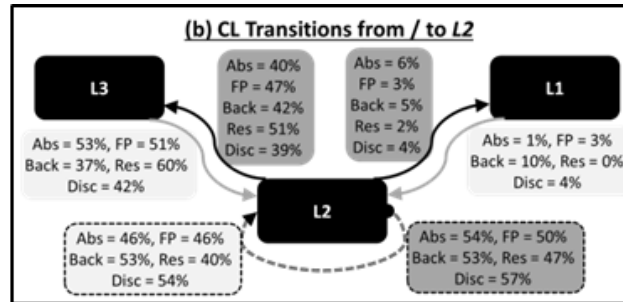 (b) CL Transitions from / to L2
L3
Abs = 40%
FP = 47%
Back = 42%
Res = 51%
Disc = 39%
Abs = 6%
FP = 3%
Back = 5%
Res = 2%
Disc = 4%
L1
Abs = 53%, FP = 51%
Back = 37%, Res = 60%
Disc = 42%
Abs = 1%, FP = 3%
Back = 10%, Res = 0%
Disc = 4%
L2
Abs = 46%, FP = 46%
Back = 53%, Res = 40%
Disc = 54%
Abs = 54%, FP = 50%
Back = 53%, Res = 47%
Disc = 57%